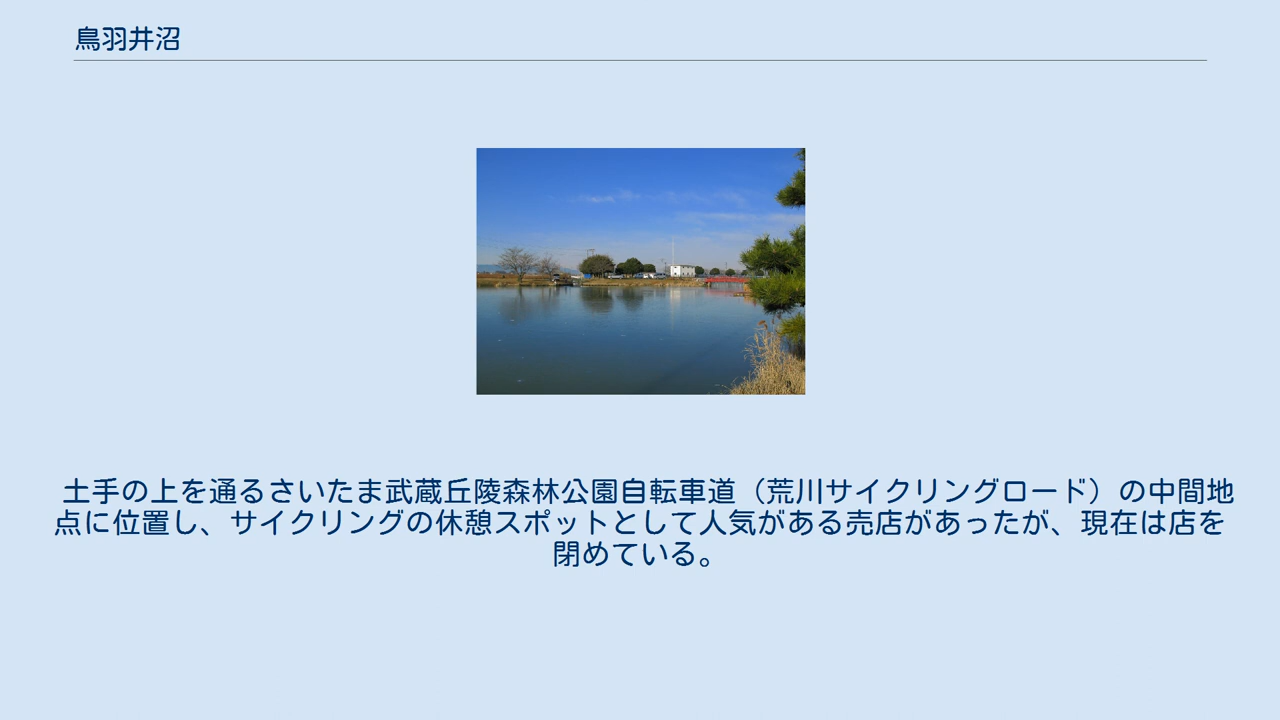 鳥羽井沼
土手の上を通るさいたま武蔵丘陵森林公園自転車道（荒川サイクリングロード）の中間地
点に位置し、サイクリングの休憩スポットとして人気がある売店があったが、現在は店を
閉めている。